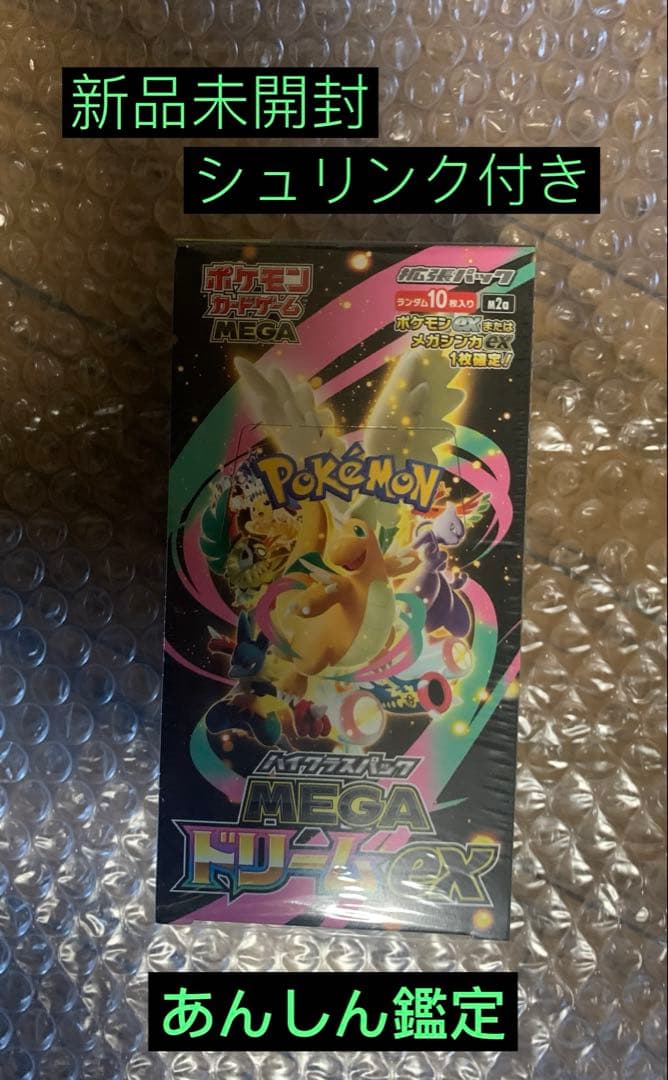 新品未開封
シュリンク付き
ポケモン
カードゲーム
MEGA
拡張パック
ランダム10枚入り
M2a
ポケモンexまたは
メガシンカex
1枚確定!
POKéMON
ハイクラスパック
MEGA
ドリームex
あんしん鑑定